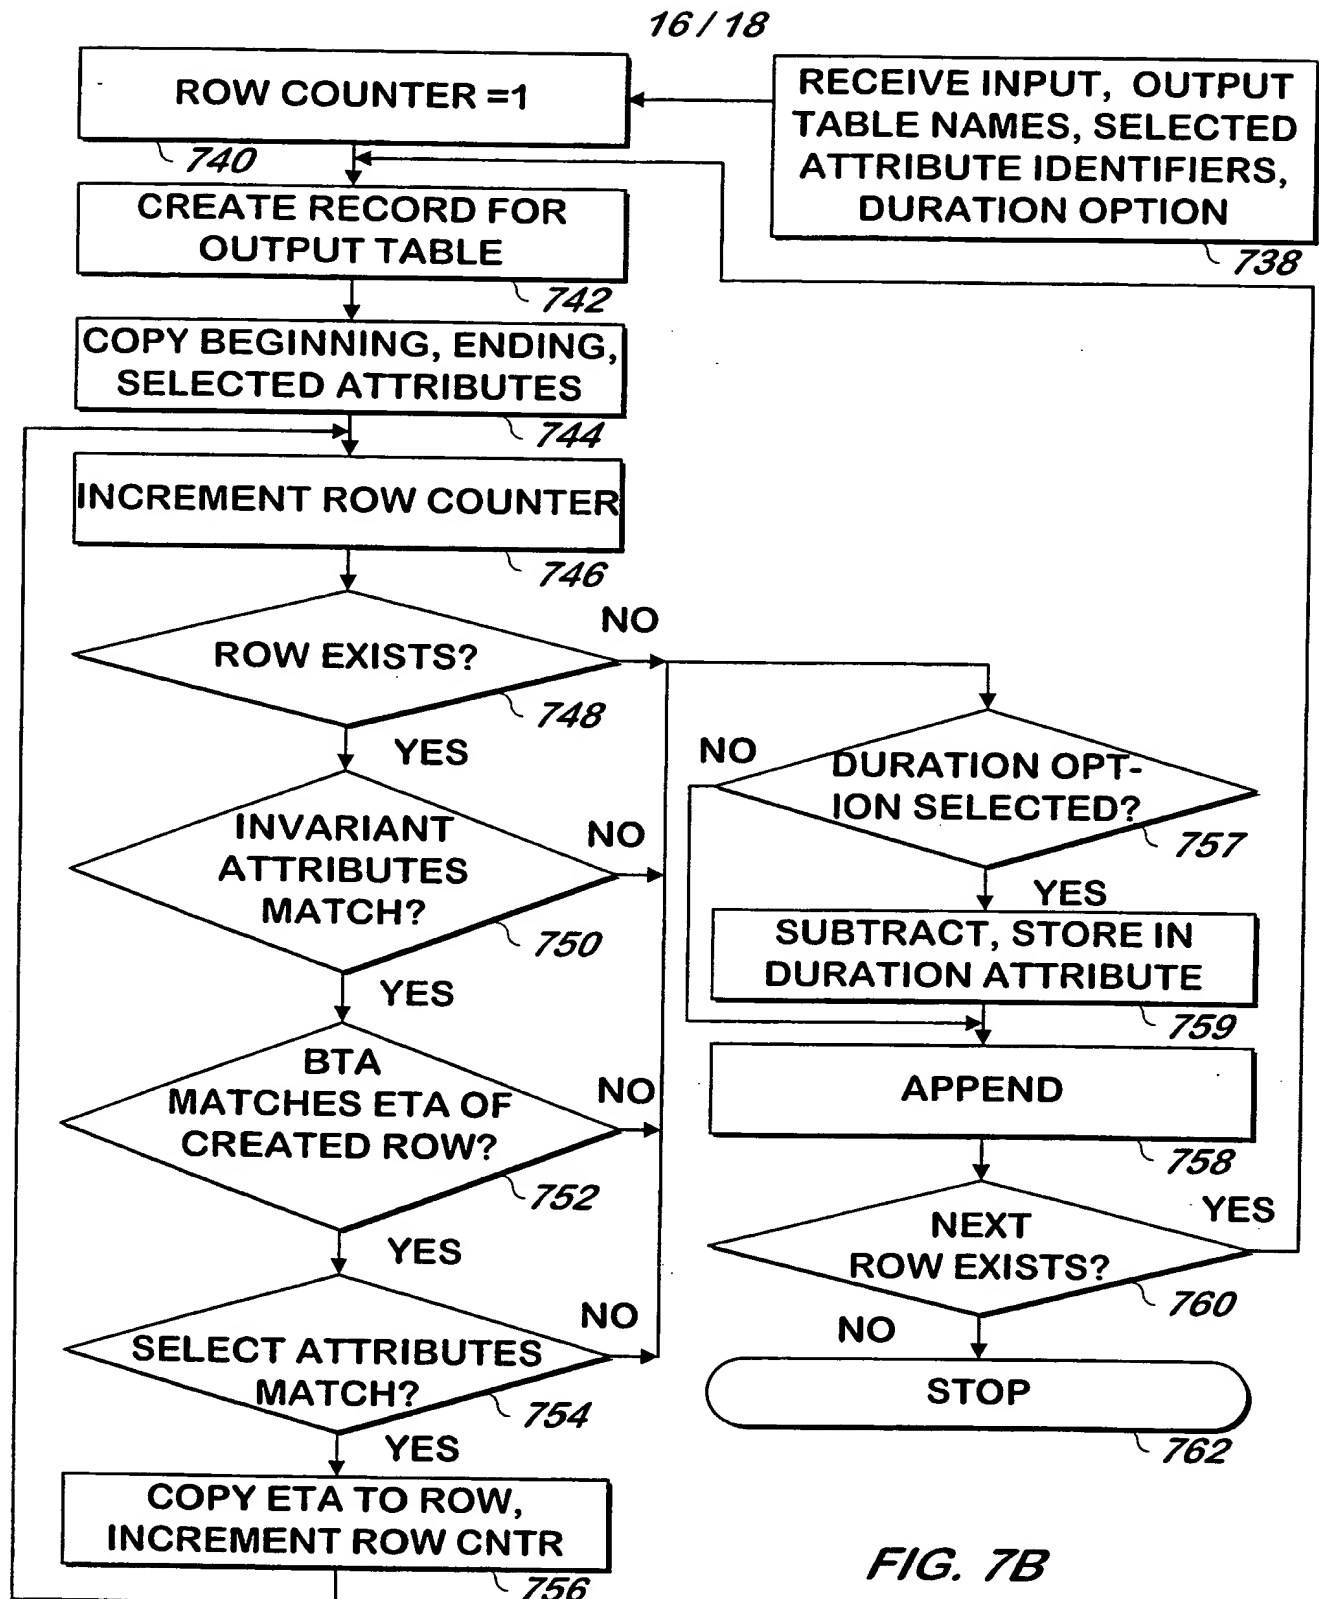 16/18
ROW COUNTER =1
740
RECEIVE INPUT, OUTPUT
TABLE NAMES, SELECTED
ATTRIBUTE IDENTIFIERS,
DURATION OPTION
738
CREATE RECORD FOR
OUTPUT TABLE
742
COPY BEGINNING, ENDING,
SELECTED ATTRIBUTES
744
INCREMENT ROW COUNTER
746
ROW EXISTS?
NO
748
YES
INVARIANT
ATTRIBUTES
MATCH?
NO
750
YES
BTA
MATCHES ETA OF
CREATED ROW?
NO
752
YES
SELECT ATTRIBUTES
MATCH?
NO
754
YES
COPY ETA TO ROW,
INCREMENT ROW CNTR
756
NO
DURATION OPT-
ION SELECTED?
757
YES
SUBTRACT, STORE IN
DURATION ATTRIBUTE
759
APPEND
758
NEXT
ROW EXISTS?
YES
760
NO
STOP
762
FIG. 7B